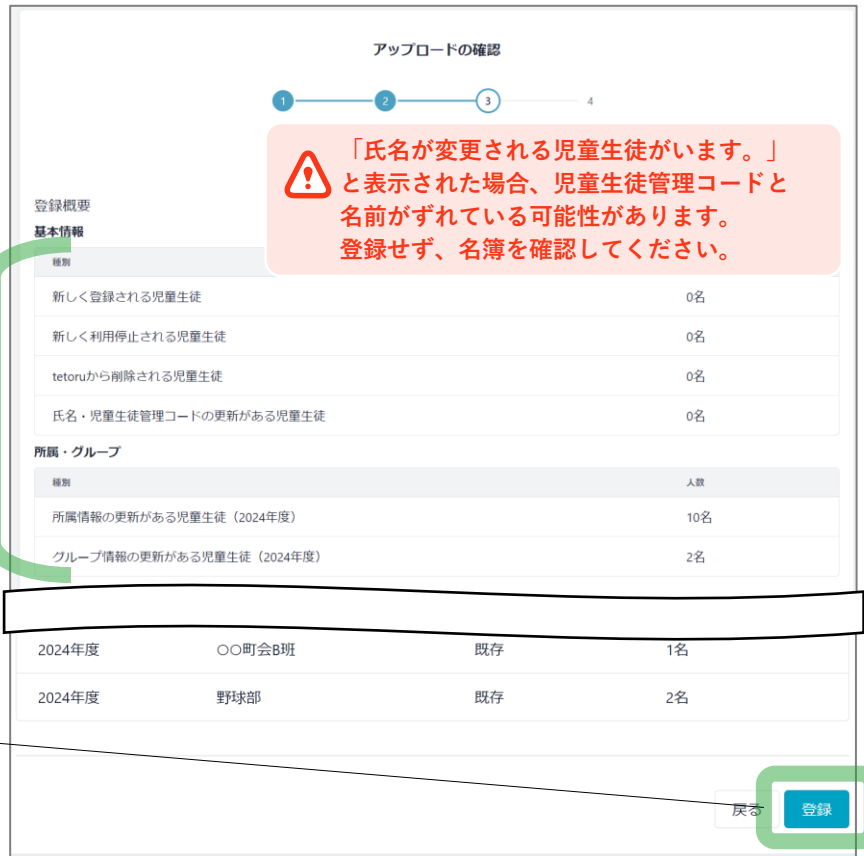 アップロードの確認
1 2 3 4
「氏名が変更される児童生徒がいます。」
と表示された場合、児童生徒管理コードと
名前がずれている可能性があります。
登録せず、名簿を確認してください。
登録概要
基本情報
種別
新しく登録される児童生徒 0名
新しく利用停止される児童生徒 0名
tetoruから削除される児童生徒 0名
氏名・児童生徒管理コードの更新がある児童生徒 0名
所属・グループ
種別 人数
所属情報の更新がある児童生徒（2024年度） 10名
グループ情報の更新がある児童生徒（2024年度） 2名
2024年度 〇〇町会B班 既存 1名
2024年度 野球部 既存 2名
戻る 登録